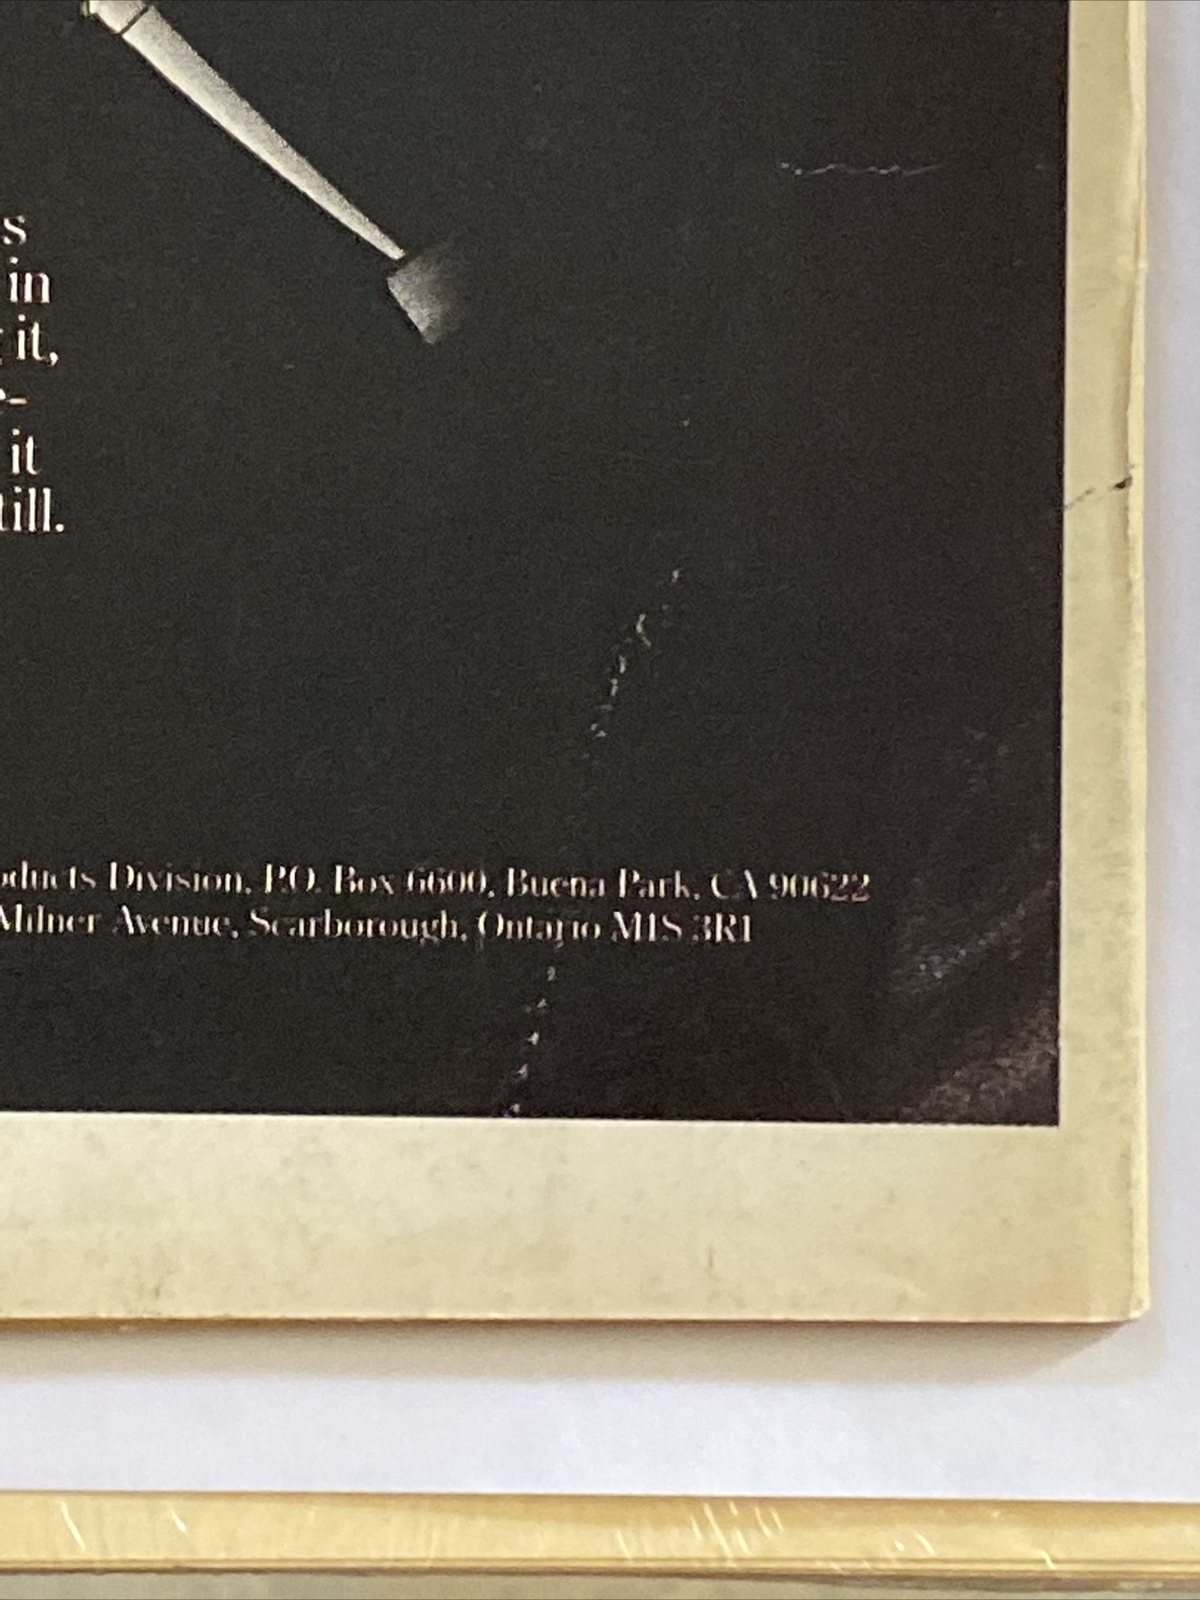 s
in
it,
e-
it
till.
oducts Division, P.O. Box 6600, Buena Park, CA 90622
Milner Avenue, Scarborough, Ontario M1S 3R1